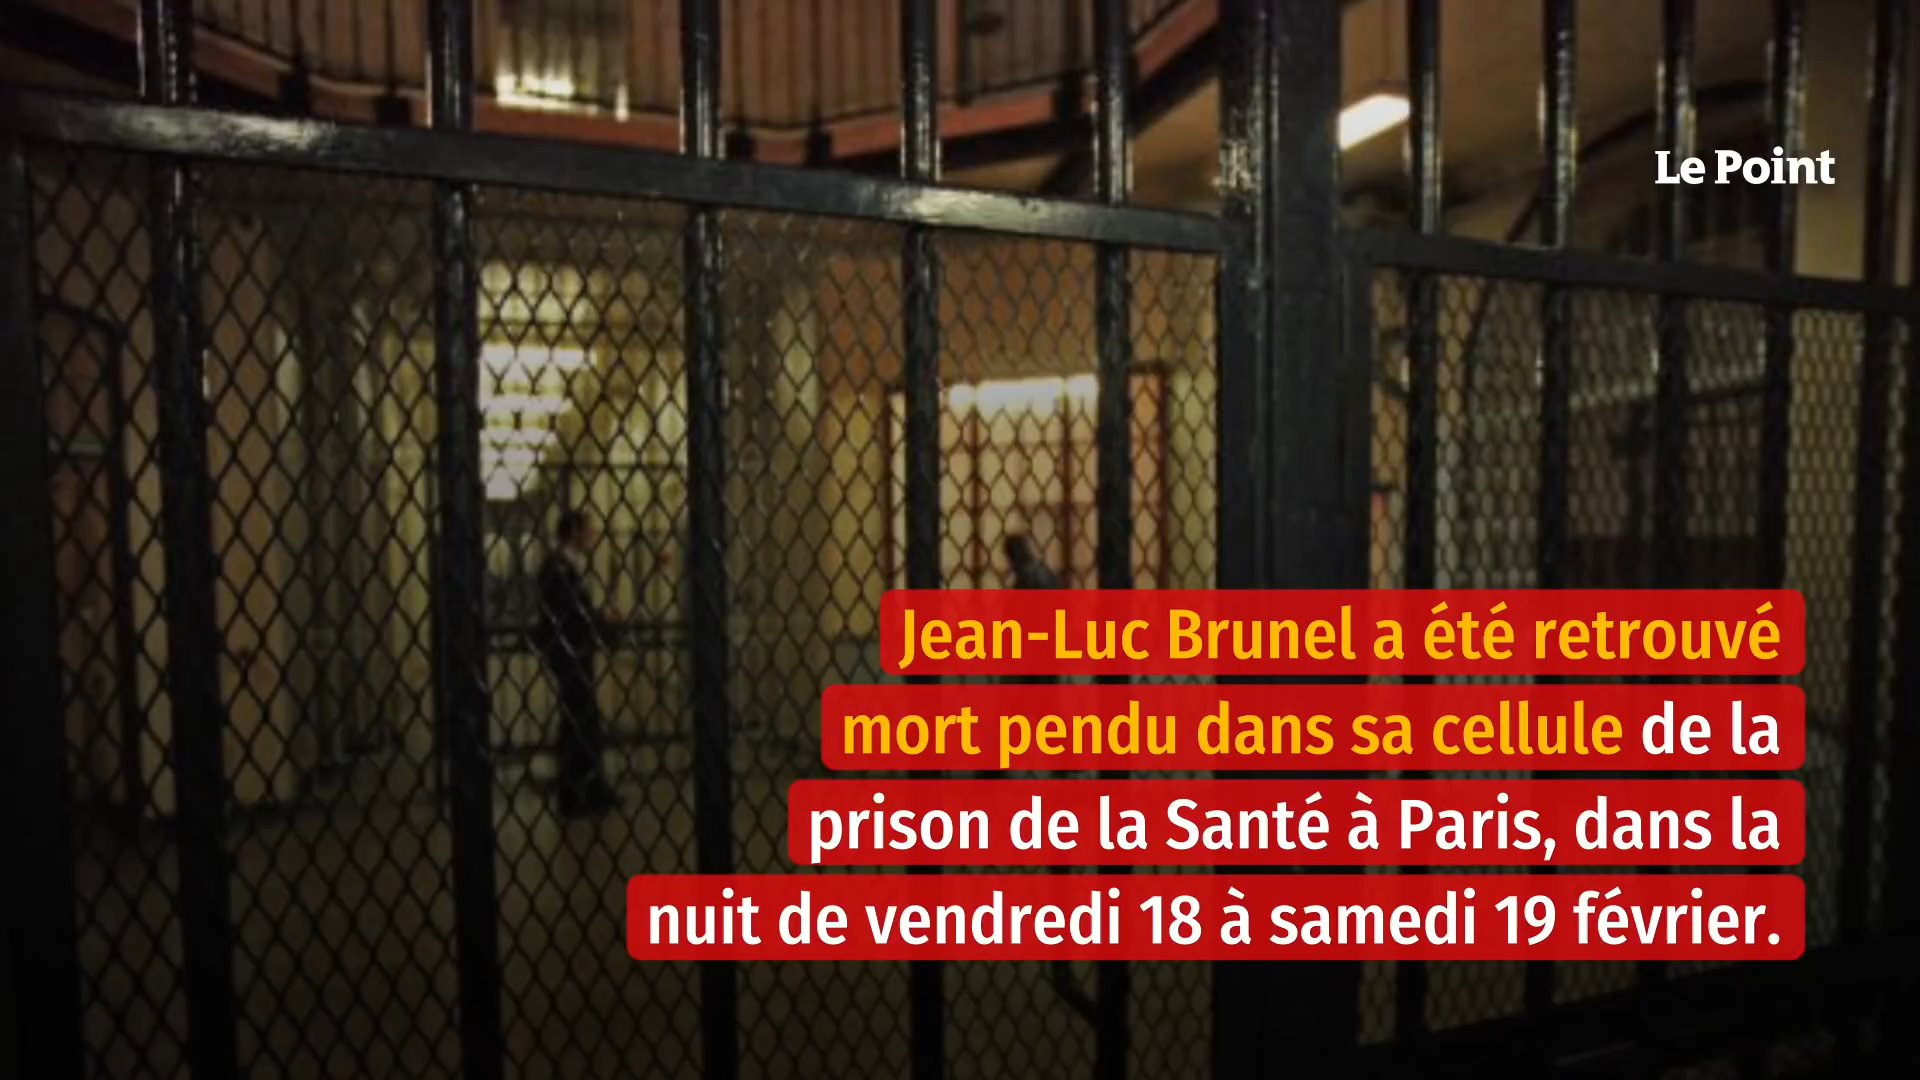 Le Point
Jean-Luc Brunel a été retrouvé
mort pendu dans sa cellule de la
prison de la Santé à Paris, dans la
nuit de vendredi 18 à samedi 19 février.